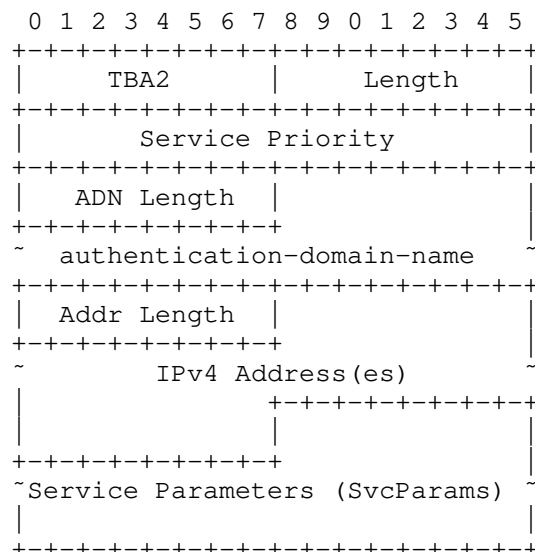 0 1 2 3 4 5 6 7 8 9 0 1 2 3 4 5
+-+-+-+-+-+-+-+-+-+-+-+-+-+-+-+-+
|     TBA2      |     Length    |
+-+-+-+-+-+-+-+-+-+-+-+-+-+-+-+-+
|       Service Priority        |
+-+-+-+-+-+-+-+-+-+-+-+-+-+-+-+-+
|   ADN Length  |               |
+-+-+-+-+-+-+-+-+               |
~  authentication-domain-name   ~
+-+-+-+-+-+-+-+-+-+-+-+-+-+-+-+-+
|  Addr Length  |               |
+-+-+-+-+-+-+-+-+               |
~        IPv4 Address(es)       ~
|               +-+-+-+-+-+-+-+-+
|               |               |
+-+-+-+-+-+-+-+-+               |
~Service Parameters (SvcParams) ~
|                               |
+-+-+-+-+-+-+-+-+-+-+-+-+-+-+-+-+